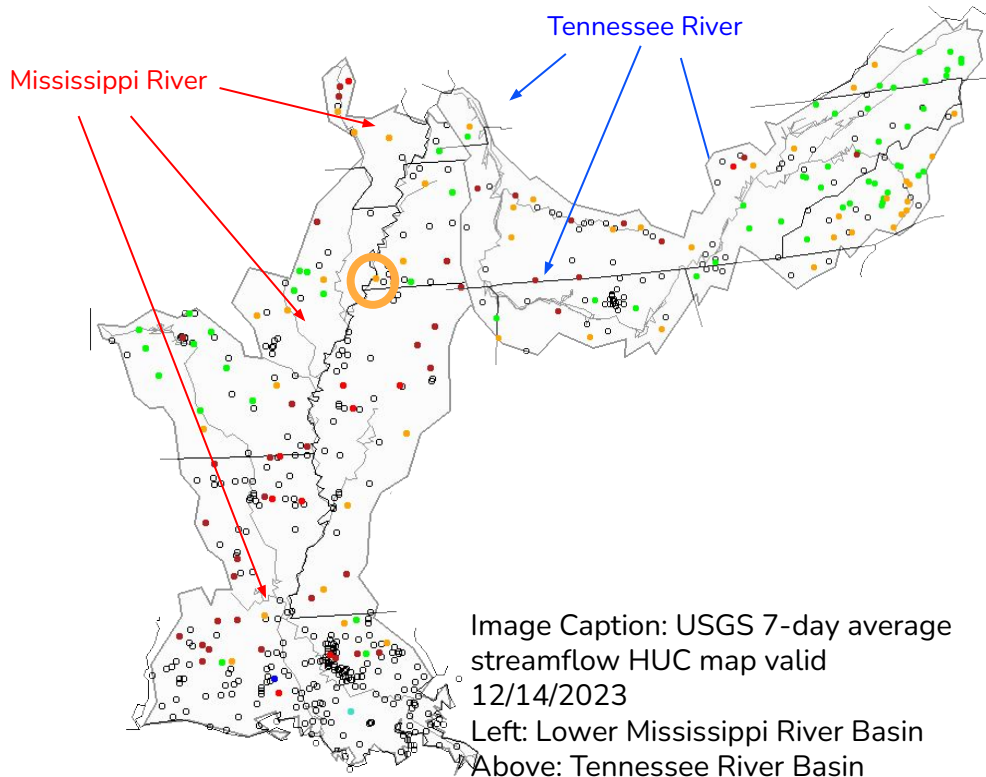 Tennessee River
Mississippi River
Image Caption: USGS 7-day average
streamflow HUC map valid
12/14/2023
Left: Lower Mississippi River Basin
Above: Tennessee River Basin